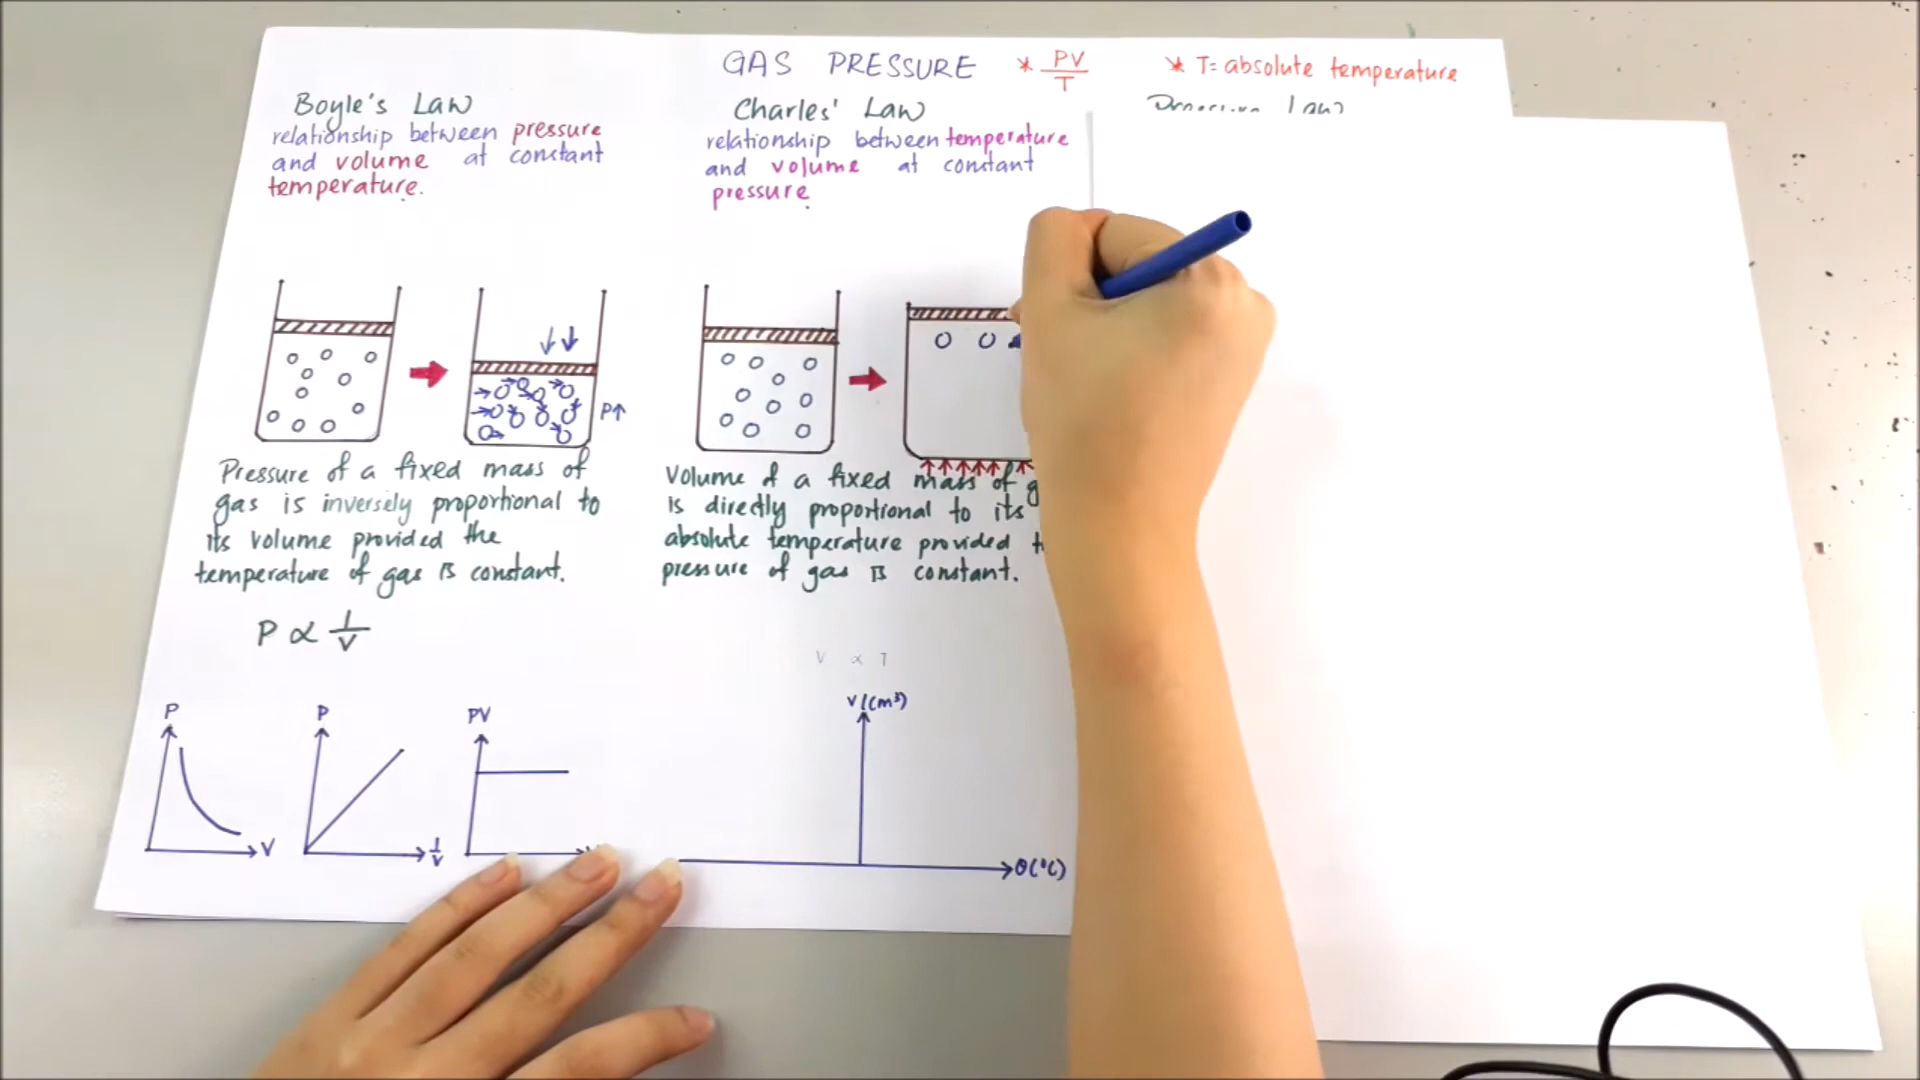 GAS PRESSURE * PV/T * T = absolute temperature
Boyle's Law
relationship between pressure
and volume at constant
temperature.
P↑
Pressure of a fixed mass of
gas is inversely proportional to
its volume provided the
temperature of gas is constant.
P ∝ 1/V
P
V
P
1/V
PV
Charles' Law
relationship between temperature
and volume at constant
pressure.
Volume of a fixed mass of g
is directly proportional to its
absolute temperature provided
pressure of gas is constant.
V ∝ T
V/(cm³)
θ(°C)
Law